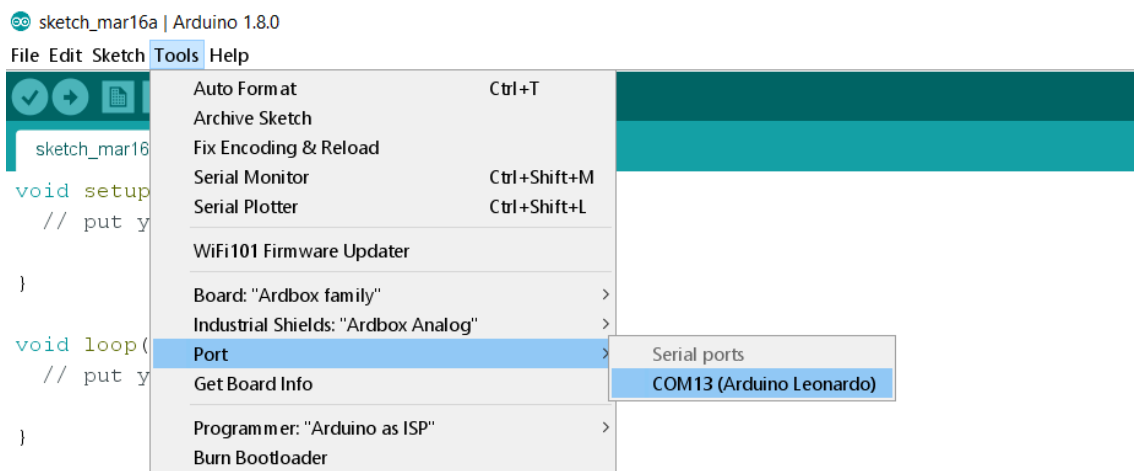 sketch_mar16a | Arduino 1.8.0
File Edit Sketch Tools Help
Auto Format Ctrl+T
Archive Sketch
sketch_mar16 Fix Encoding & Reload
void setup Serial Monitor Ctrl+Shift+M
// put y Serial Plotter Ctrl+Shift+L
WiFi101 Firmware Updater
}
Board: "Ardbox family"
Industrial Shields: "Ardbox Analog"
void loop( Port Serial ports
// put y Get Board Info COM13 (Arduino Leonardo)
} Programmer: "Arduino as ISP"
Burn Bootloader